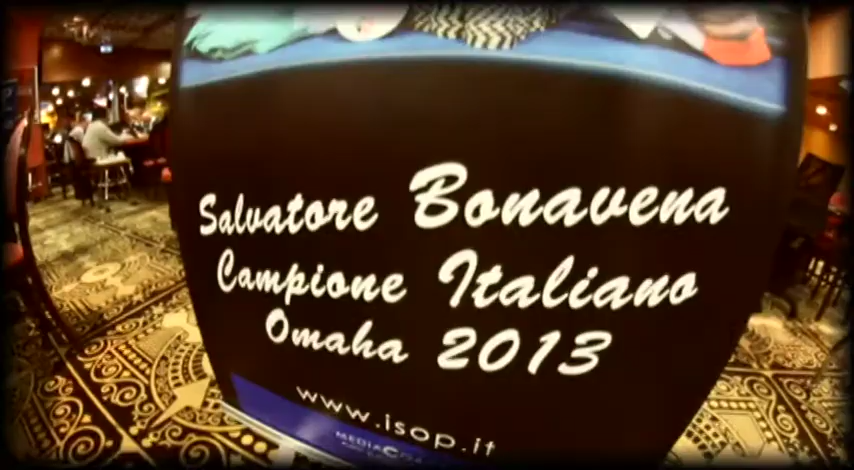 Salvatore Bonavena
Campione Italiano
Omaha 2013
www.isop.it